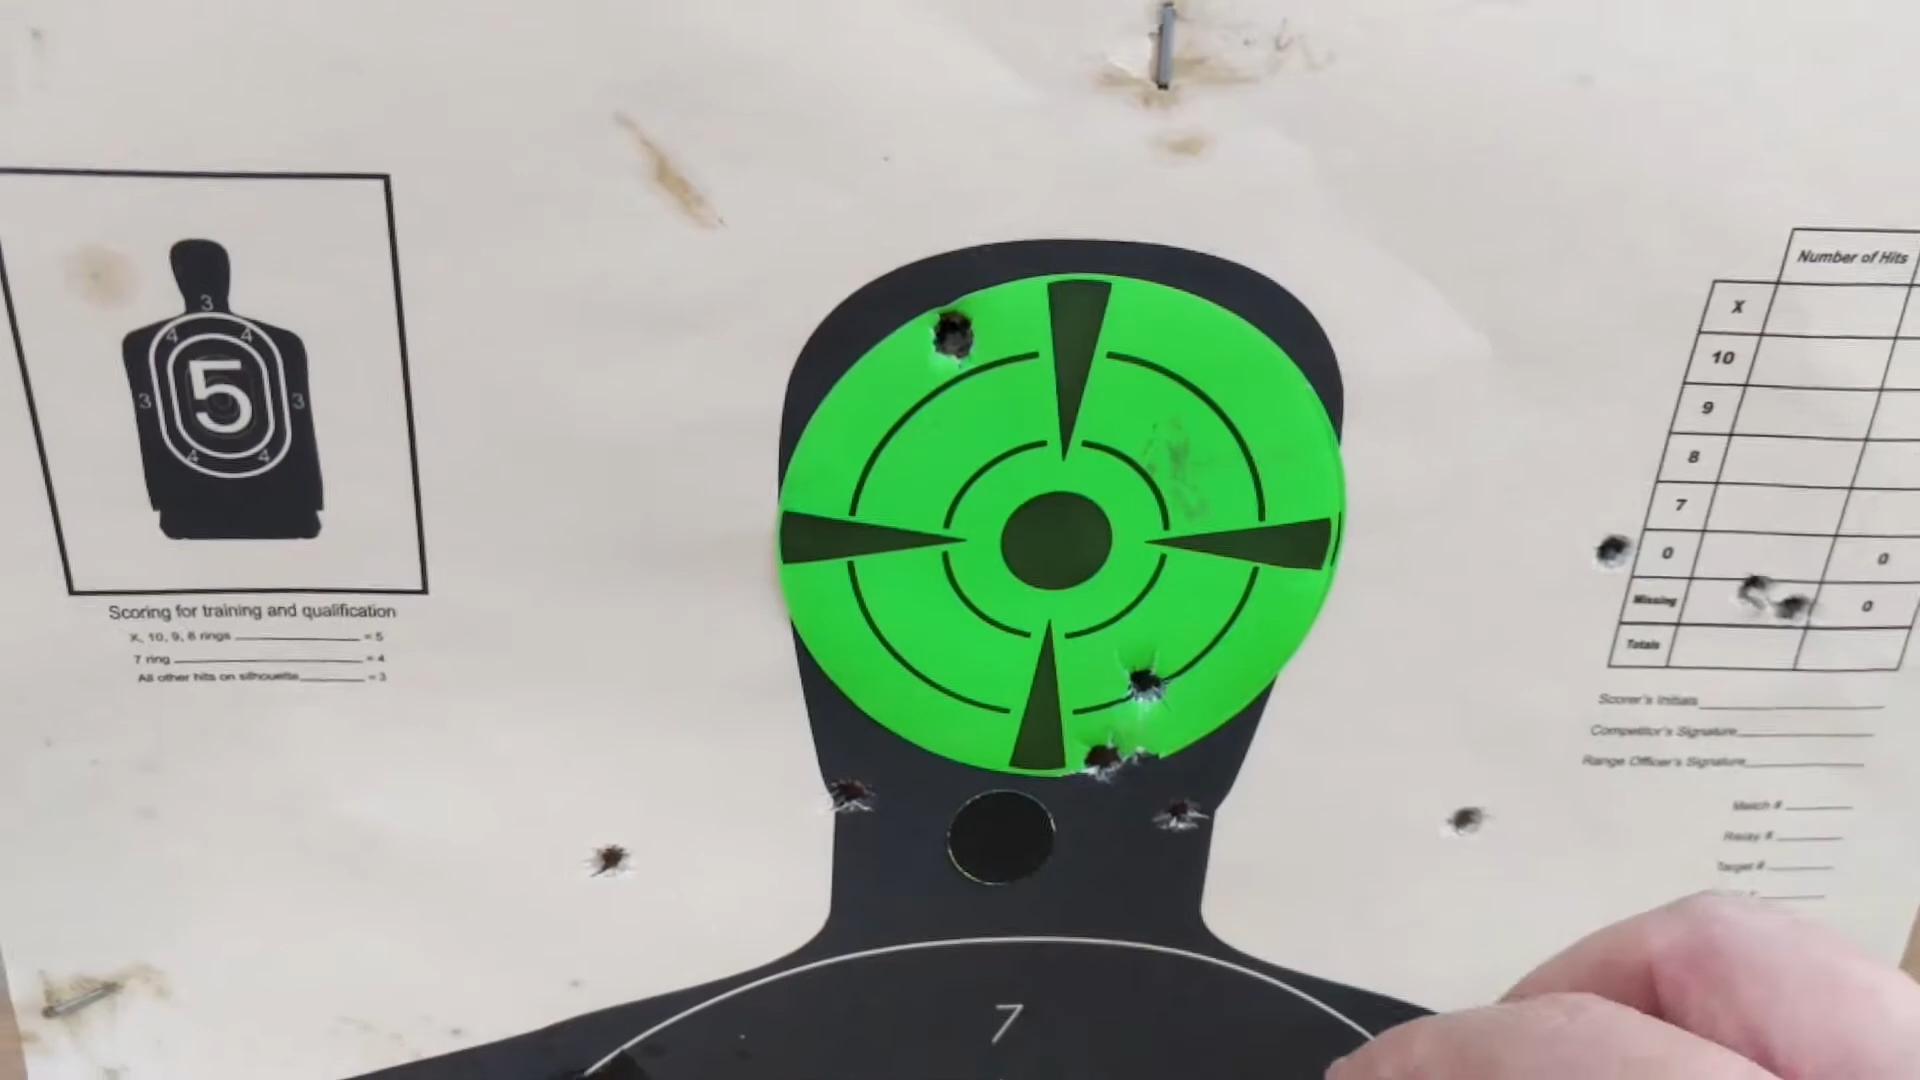 3
4 4
5
3 3
4 4
Scoring for training and qualification
X, 10, 9, 8 rings = 5
7 ring = 4
All other hits on silhouette = 3
7
Number of Hits
X
10
9
8
7
0 0
Missing 0
Totals
Scorer's Initials
Competitor's Signature
Range Officer's Signature
Match #
Relay #
Target #